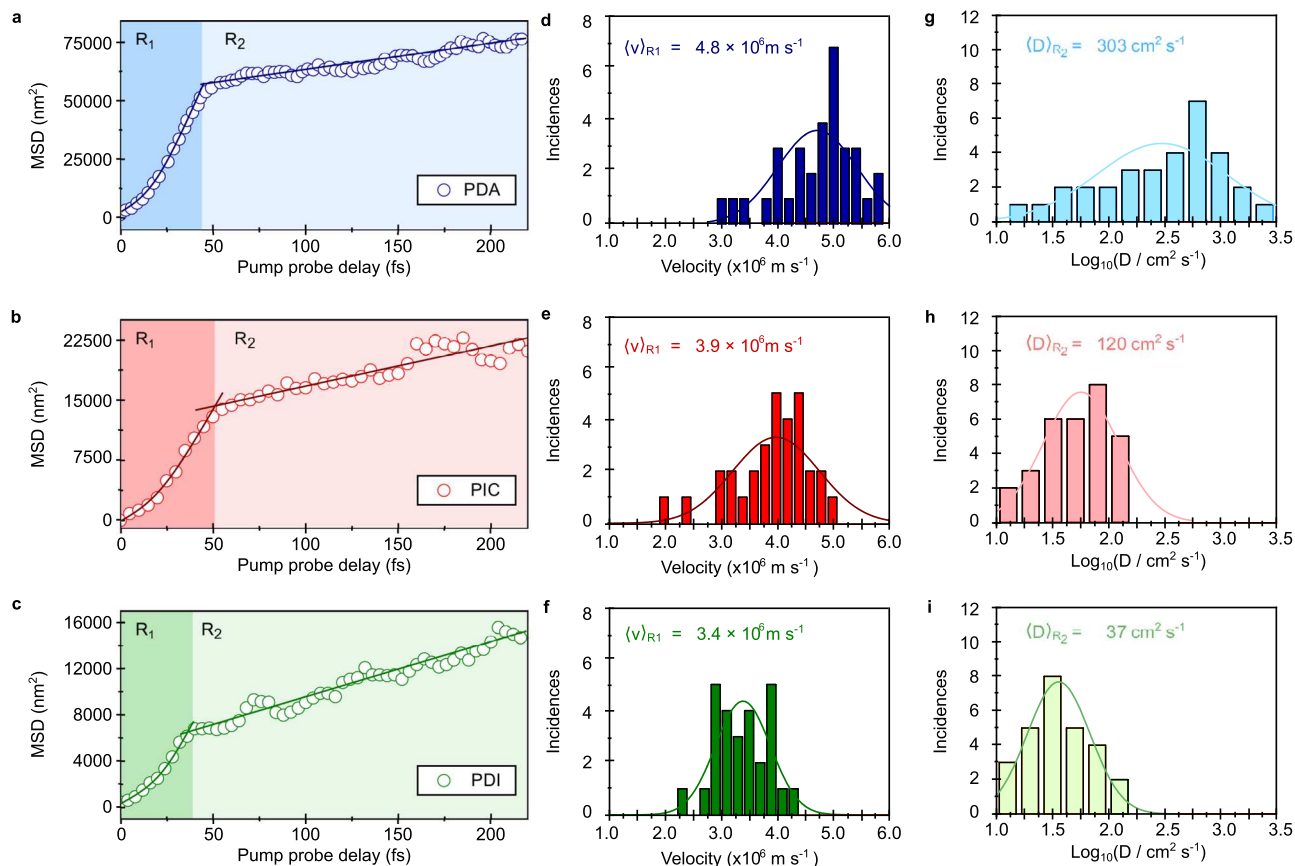 a
R₁
R₂
75000
50000
25000
0
MSD (nm²)
PDA
0
50
100
150
200
Pump probe delay (fs)
d
8
6
4
2
0
Incidences
⟨v⟩R1 = 4.8 × 10⁶m s⁻¹
1.0
2.0
3.0
4.0
5.0
6.0
Velocity (x10⁶ m s⁻¹ )
g
12
10
8
6
4
2
0
Incidences
⟨D⟩R₂ = 303 cm² s⁻¹
1.0
1.5
2.0
2.5
3.0
3.5
Log₁₀(D / cm² s⁻¹)
b
R₁
R₂
22500
15000
7500
0
MSD (nm²)
PIC
0
50
100
150
200
Pump probe delay (fs)
e
8
6
4
2
0
Incidences
⟨v⟩R1 = 3.9 × 10⁶m s⁻¹
1.0
2.0
3.0
4.0
5.0
6.0
Velocity (x10⁶ m s⁻¹ )
h
12
10
8
6
4
2
0
Incidences
⟨D⟩R₂ = 120 cm² s⁻¹
1.0
1.5
2.0
2.5
3.0
3.5
Log₁₀(D / cm² s⁻¹)
c
R₁
R₂
16000
12000
8000
4000
0
MSD (nm²)
PDI
0
50
100
150
200
Pump probe delay (fs)
f
8
6
4
2
0
Incidences
⟨v⟩R1 = 3.4 × 10⁶m s⁻¹
1.0
2.0
3.0
4.0
5.0
6.0
Velocity (x10⁶ m s⁻¹ )
i
12
10
8
6
4
2
0
Incidences
⟨D⟩R₂ = 37 cm² s⁻¹
1.0
1.5
2.0
2.5
3.0
3.5
Log₁₀(D / cm² s⁻¹)